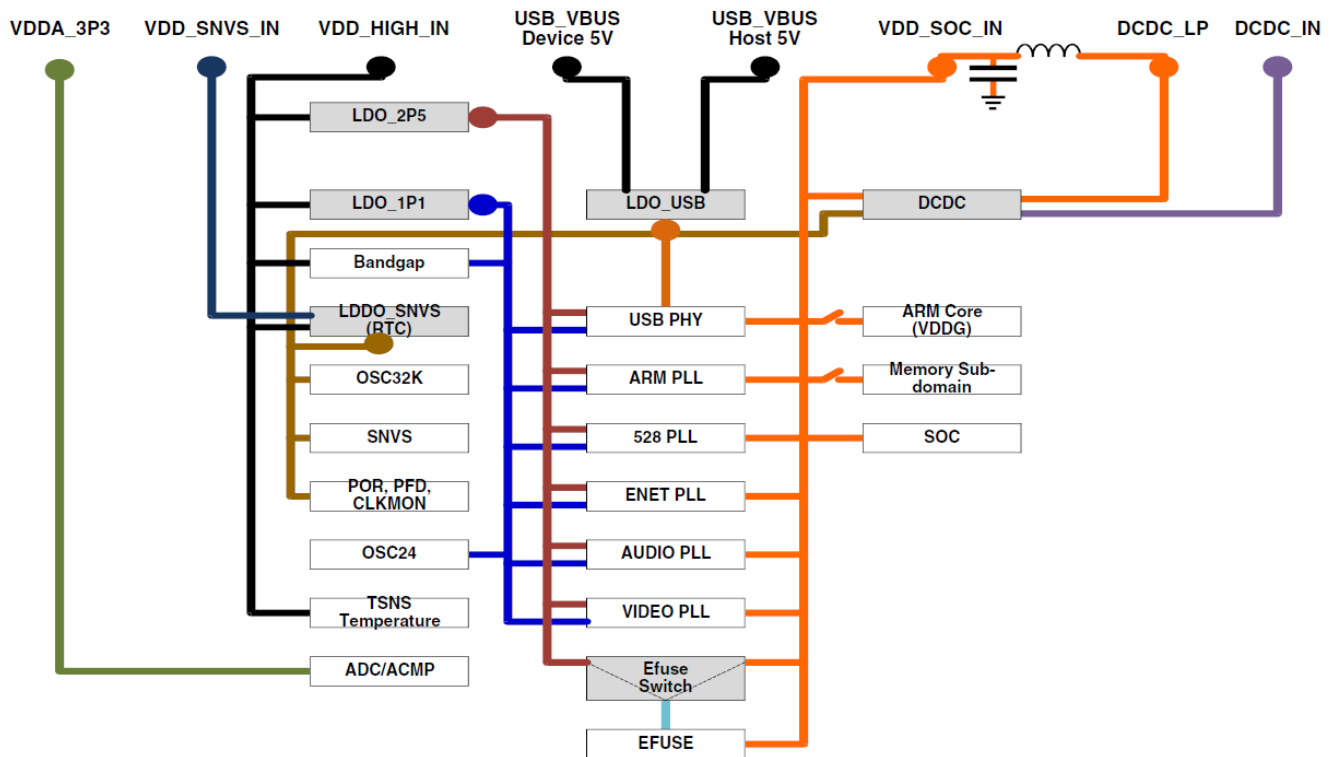 VDDA_3P3
VDD_SNVS_IN
VDD_HIGH_IN
USB_VBUS
Device 5V
USB_VBUS
Host 5V
VDD_SOC_IN
DCDC_LP
DCDC_IN
LDO_2P5
LDO_1P1
LDO_USB
DCDC
Bandgap
LDDO_SNVS
(RTC)
USB PHY
ARM Core
(VDDG)
OSC32K
ARM PLL
Memory Sub-
domain
SNVS
528 PLL
SOC
POR, PFD,
CLKMON
ENET PLL
OSC24
AUDIO PLL
TSNS
Temperature
VIDEO PLL
ADC/ACMP
Efuse
Switch
EFUSE